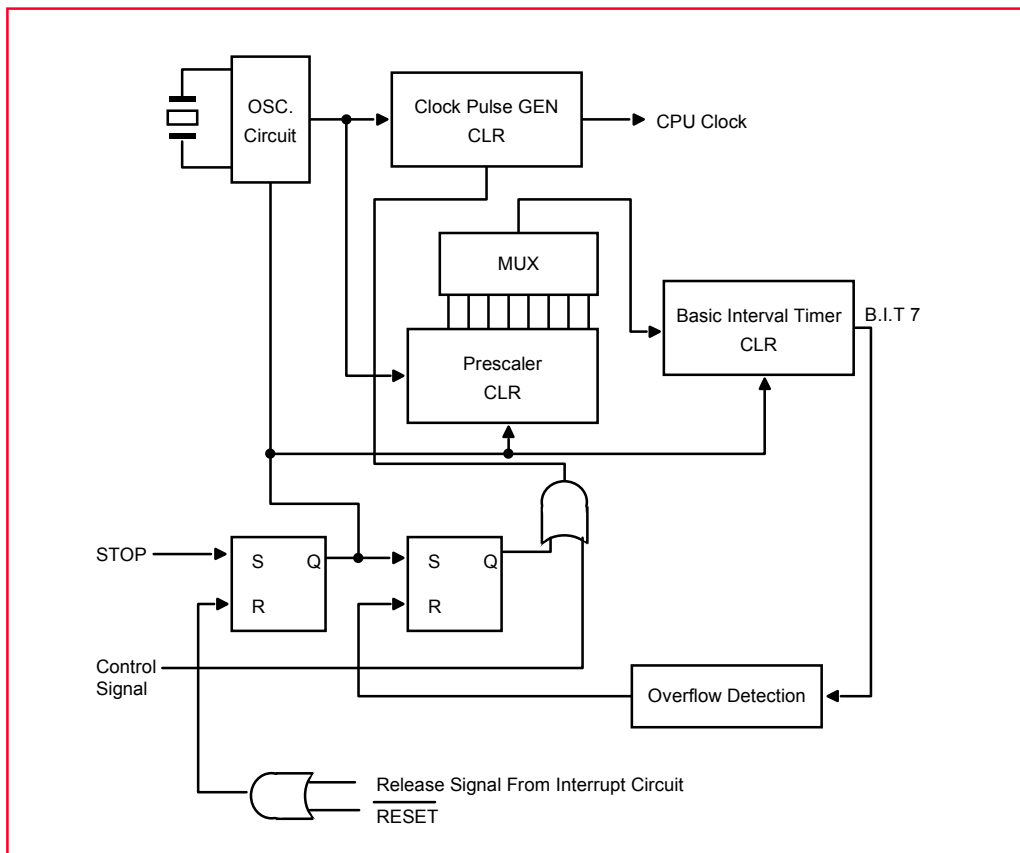 OSC.
Circuit
Clock Pulse GEN
CLR
CPU Clock
MUX
Basic Interval Timer
CLR
B.I.T 7
Prescaler
CLR
STOP
S Q
R
S Q
R
Control
Signal
Overflow Detection
Release Signal From Interrupt Circuit
RESET